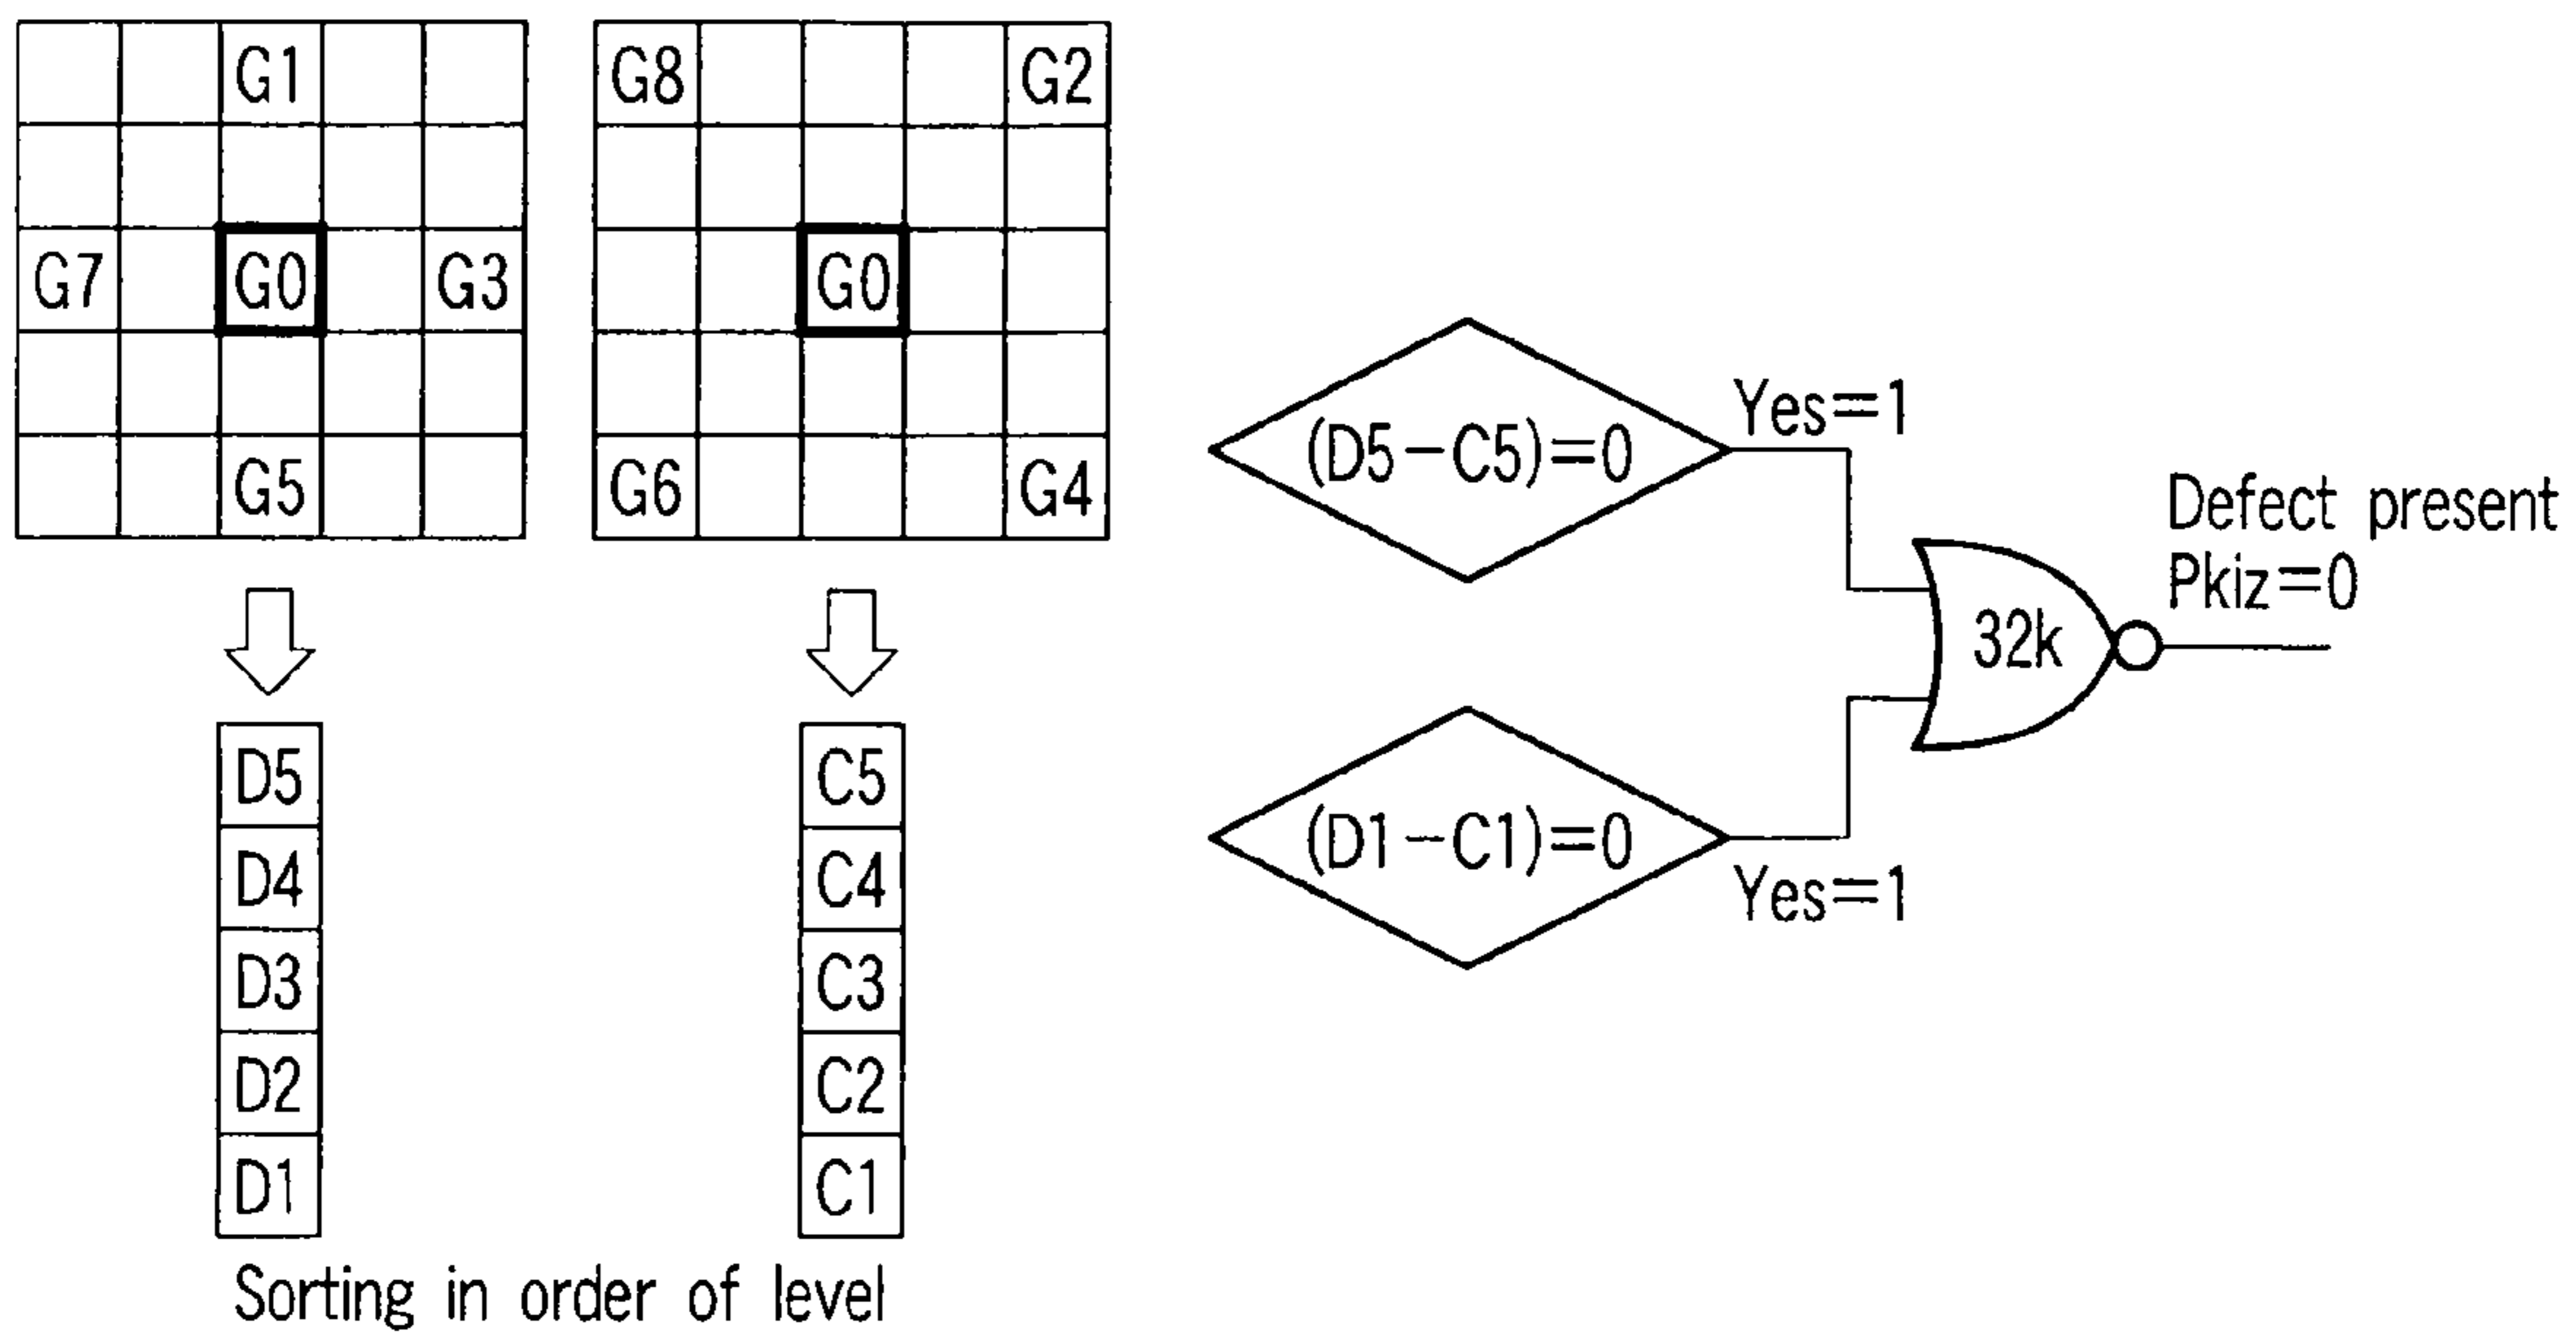 G1
G7 G0 G3
G5
G8 G2
G0
G6 G4
D5
D4
D3
D2
D1
C5
C4
C3
C2
C1
Sorting in order of level
(D5−C5)=0
Yes=1
(D1−C1)=0
Yes=1
32k
Defect present
Pkiz=0